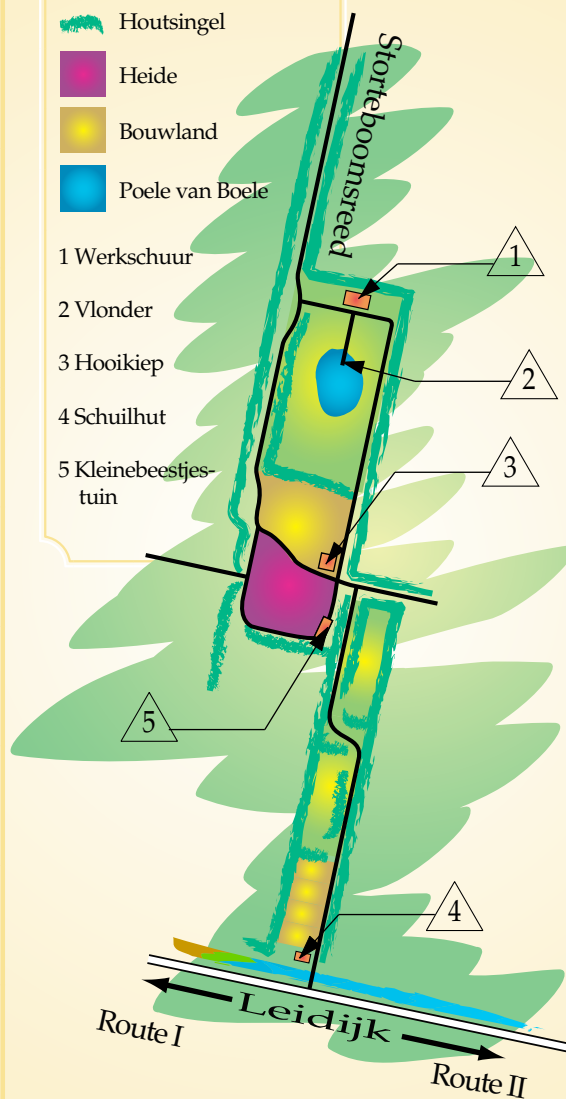 Houtsingel
Heide
Bouwland
Poele van Boele
1 Werkschuur
2 Vlonder
3 Hooikiep
4 Schuilhut
5 Kleinebeestjes-
tuin
Storteboomsreed
1
2
3
5
4
Leidijk
Route I
Route II